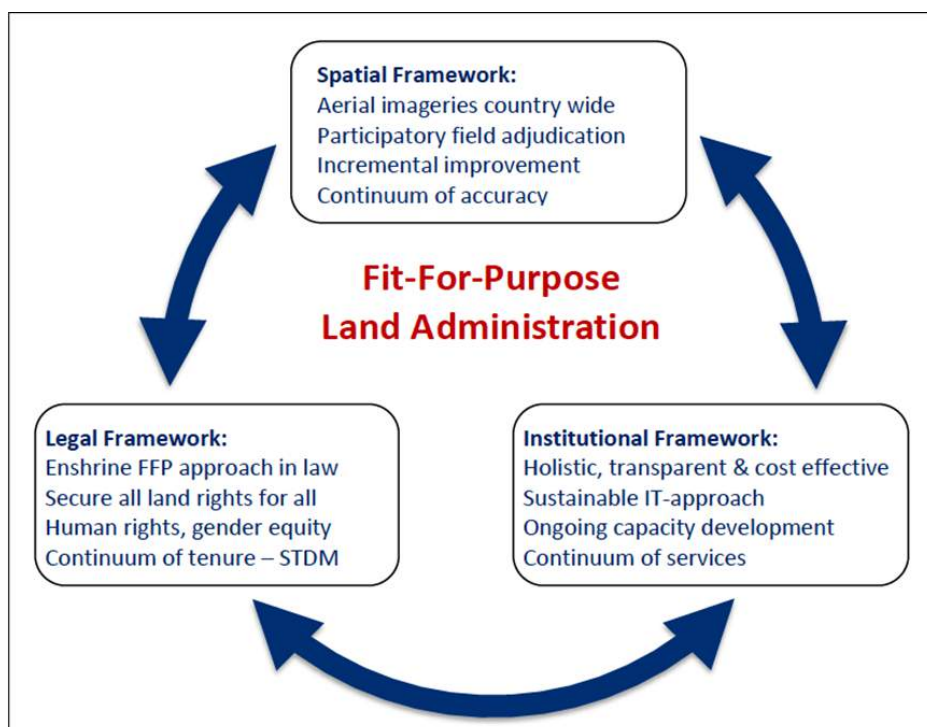 Spatial Framework:
Aerial imageries country wide
Participatory field adjudication
Incremental improvement
Continuum of accuracy
Fit-For-Purpose
Land Administration
Legal Framework:
Enshrine FFP approach in law
Secure all land rights for all
Human rights, gender equity
Continuum of tenure – STDM
Institutional Framework:
Holistic, transparent & cost effective
Sustainable IT-approach
Ongoing capacity development
Continuum of services